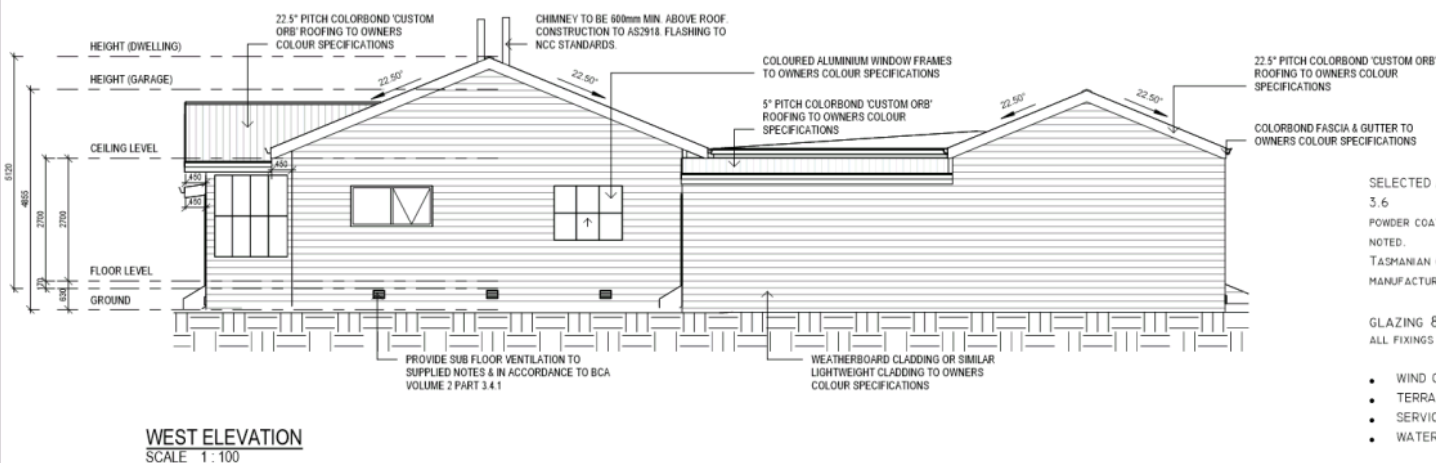 22.5° PITCH COLORBOND 'CUSTOM
ORB' ROOFING TO OWNERS
COLOUR SPECIFICATIONS
CHIMNEY TO BE 600mm MIN. ABOVE ROOF.
CONSTRUCTION TO AS2918. FLASHING TO
NCC STANDARDS.
HEIGHT (DWELLING)
HEIGHT (GARAGE)
CEILING LEVEL
FLOOR LEVEL
GROUND
22.50°
22.50°
COLOURED ALUMINIUM WINDOW FRAMES
TO OWNERS COLOUR SPECIFICATIONS
5° PITCH COLORBOND 'CUSTOM ORB'
ROOFING TO OWNERS COLOUR
SPECIFICATIONS
22.50°
22.50°
22.5° PITCH COLORBOND 'CUSTOM ORB'
ROOFING TO OWNERS COLOUR
SPECIFICATIONS
COLORBOND FASCIA & GUTTER TO
OWNERS COLOUR SPECIFICATIONS
5120
4855
2700
2700
170
630
450
450
450
SELECTED
3.6
POWDER COA
NOTED.
TASMANIAN
MANUFACTUR
GLAZING &
ALL FIXINGS
• WIND
• TERRA
• SERVIC
• WATER
PROVIDE SUB FLOOR VENTILATION TO
SUPPLIED NOTES & IN ACCORDANCE TO BCA
VOLUME 2 PART 3.4.1
WEATHERBOARD CLADDING OR SIMILAR
LIGHTWEIGHT CLADDING TO OWNERS
COLOUR SPECIFICATIONS
WEST ELEVATION
SCALE 1 : 100